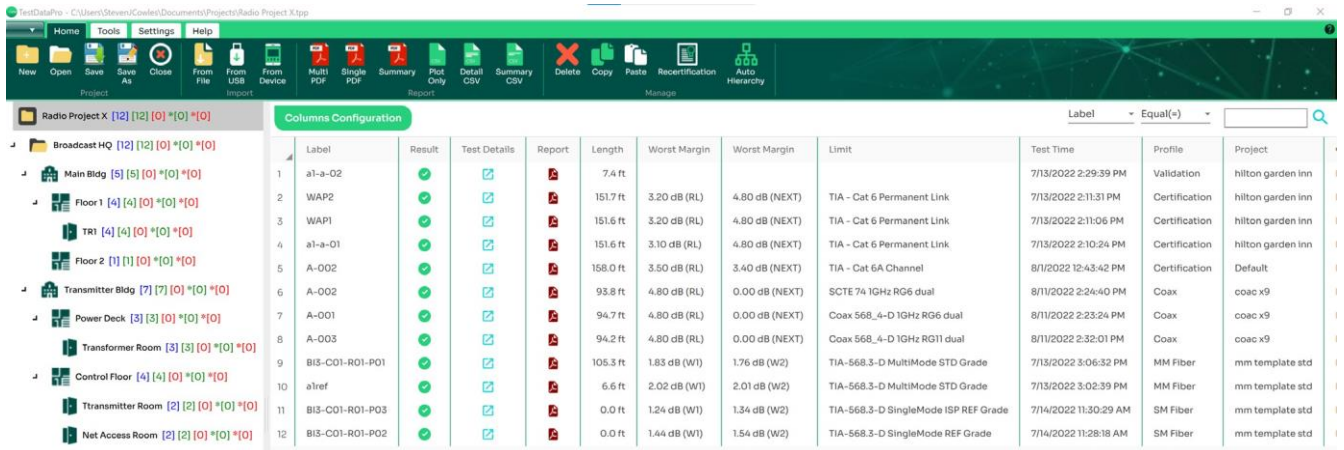 TestDataPro - C:\Users\StevenJCowles\Documents\Projects\Radio Project X.tpp
Home Tools Settings Help
New Open Save Save As Close From File From USB From Device Multi PDF Single PDF Summary Plot Only Detail CSV Summary CSV Delete Copy Paste Recertification Auto Hierarchy
Project Import Report Manage
Radio Project X [12] [12] [0] *[0] *[0]
Broadcast HQ [12] [12] [0] *[0] *[0]
Main Bldg [5] [5] [0] *[0] *[0]
Floor 1 [4] [4] [0] *[0] *[0]
TR1 [4] [4] [0] *[0] *[0]
Floor 2 [1] [1] [0] *[0] *[0]
Transmitter Bldg [7] [7] [0] *[0] *[0]
Power Deck [3] [3] [0] *[0] *[0]
Transformer Room [3] [3] [0] *[0] *[0]
Control Floor [4] [4] [0] *[0] *[0]
Ttransmitter Room [2] [2] [0] *[0] *[0]
Net Access Room [2] [2] [0] *[0] *[0]
Columns Configuration Label Equal(=)
Label Result Test Details Report Length Worst Margin Worst Margin Limit Test Time Profile Project
1 a1-a-02 7.4 ft 7/13/2022 2:29:39 PM Validation hilton garden inn
2 WAP2 151.7 ft 3.20 dB (RL) 4.80 dB (NEXT) TIA - Cat 6 Permanent Link 7/13/2022 2:11:31 PM Certification hilton garden inn
3 WAP1 151.6 ft 3.20 dB (RL) 4.80 dB (NEXT) TIA - Cat 6 Permanent Link 7/13/2022 2:11:06 PM Certification hilton garden inn
4 a1-a-01 151.6 ft 3.10 dB (RL) 4.80 dB (NEXT) TIA - Cat 6 Permanent Link 7/13/2022 2:10:24 PM Certification hilton garden inn
5 A-002 158.0 ft 3.50 dB (RL) 3.40 dB (NEXT) TIA - Cat 6A Channel 8/1/2022 12:43:42 PM Certification Default
6 A-002 93.8 ft 4.80 dB (RL) 0.00 dB (NEXT) SCTE 74 1GHz RG6 dual 8/11/2022 2:24:40 PM Coax coac x9
7 A-001 94.7 ft 4.80 dB (RL) 0.00 dB (NEXT) Coax 568_4-D 1GHz RG6 dual 8/11/2022 2:23:24 PM Coax coac x9
8 A-003 94.2 ft 4.80 dB (RL) 0.00 dB (NEXT) Coax 568_4-D 1GHz RG11 dual 8/11/2022 2:32:01 PM Coax coac x9
9 BI3-C01-R01-P01 105.3 ft 1.83 dB (W1) 1.76 dB (W2) TIA-568.3-D MultiMode STD Grade 7/13/2022 3:06:32 PM MM Fiber mm template std
10 a1ref 6.6 ft 2.02 dB (W1) 2.01 dB (W2) TIA-568.3-D MultiMode STD Grade 7/13/2022 3:02:39 PM MM Fiber mm template std
11 BI3-C01-R01-P03 0.0 ft 1.24 dB (W1) 1.34 dB (W2) TIA-568.3-D SingleMode ISP REF Grade 7/14/2022 11:30:29 AM SM Fiber mm template std
12 BI3-C01-R01-P02 0.0 ft 1.44 dB (W1) 1.54 dB (W2) TIA-568.3-D SingleMode REF Grade 7/14/2022 11:28:18 AM SM Fiber mm template std